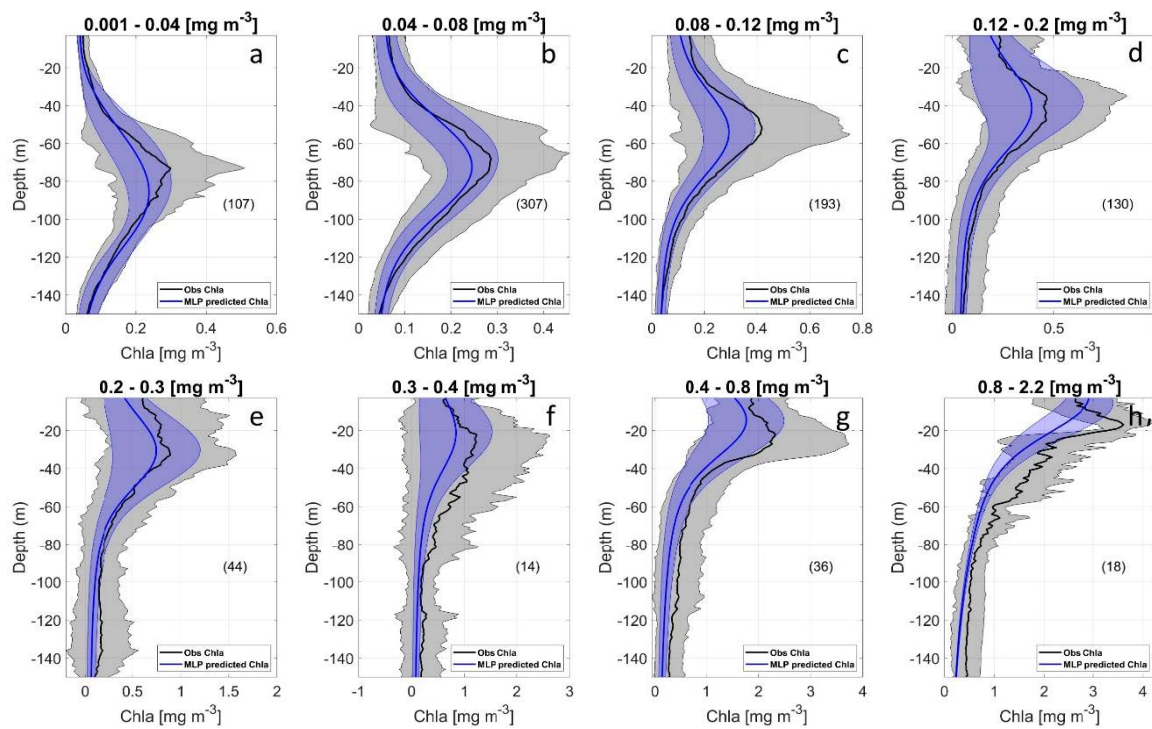 0.001 - 0.04 [mg m-3]
0.04 - 0.08 [mg m-3]
0.08 - 0.12 [mg m-3]
0.12 - 0.2 [mg m-3]
a
b
c
d
-20
-40
-60
-80
-100
-120
-140
Depth (m)
(107)
Obs Chla
MLP predicted Chla
0 0.2 0.4 0.6
Chla [mg m-3]
-20
-40
-60
-80
-100
-120
-140
Depth (m)
(307)
Obs Chla
MLP predicted Chla
0 0.1 0.2 0.3 0.4
Chla [mg m-3]
-20
-40
-60
-80
-100
-120
-140
Depth (m)
(193)
Obs Chla
MLP predicted Chla
0 0.2 0.4 0.6 0.8
Chla [mg m-3]
-20
-40
-60
-80
-100
-120
-140
Depth (m)
(130)
Obs Chla
MLP predicted Chla
0 0.5
Chla [mg m-3]
0.2 - 0.3 [mg m-3]
0.3 - 0.4 [mg m-3]
0.4 - 0.8 [mg m-3]
0.8 - 2.2 [mg m-3]
e
f
g
h
-20
-40
-60
-80
-100
-120
-140
Depth (m)
(44)
Obs Chla
MLP predicted Chla
0 0.5 1 1.5 2
Chla [mg m-3]
-20
-40
-60
-80
-100
-120
-140
Depth (m)
(14)
Obs Chla
MLP predicted Chla
-1 0 1 2 3
Chla [mg m-3]
-20
-40
-60
-80
-100
-120
-140
Depth (m)
(36)
Obs Chla
MLP predicted Chla
0 1 2 3 4
Chla [mg m-3]
-20
-40
-60
-80
-100
-120
-140
Depth (m)
(18)
Obs Chla
MLP predicted Chla
1 2 3 4
Chla [mg m-3]